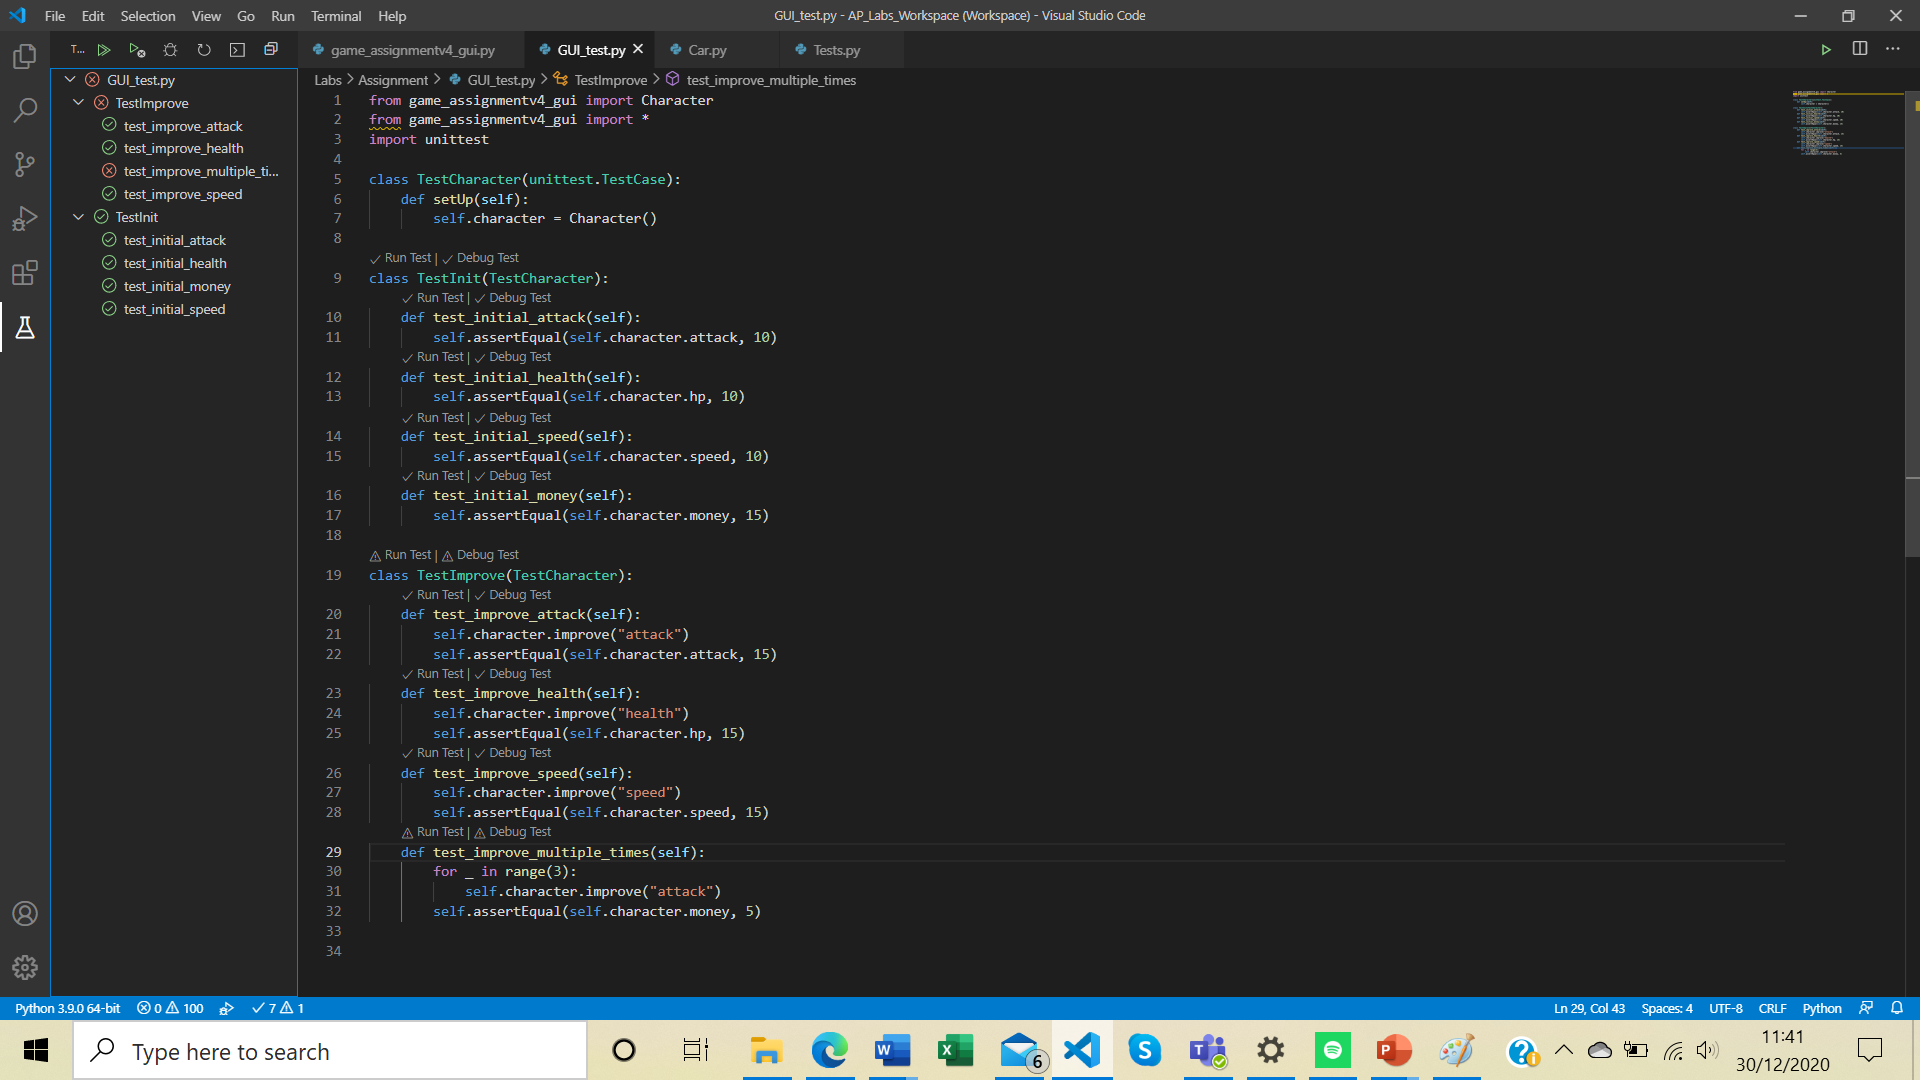 File Edit Selection View Go Run Terminal Help GUI_test.py - AP_Labs_Workspace (Workspace) - Visual Studio Code
T... game_assignmentv4_gui.py GUI_test.py Car.py Tests.py
GUI_test.py
TestImprove
test_improve_attack
test_improve_health
test_improve_multiple_ti...
test_improve_speed
TestInit
test_initial_attack
test_initial_health
test_initial_money
test_initial_speed
Labs > Assignment > GUI_test.py > TestImprove > test_improve_multiple_times
1 from game_assignmentv4_gui import Character
2 from game_assignmentv4_gui import *
3 import unittest
4
5 class TestCharacter(unittest.TestCase):
6 def setUp(self):
7 self.character = Character()
8
Run Test | Debug Test
9 class TestInit(TestCharacter):
Run Test | Debug Test
10 def test_initial_attack(self):
11 self.assertEqual(self.character.attack, 10)
Run Test | Debug Test
12 def test_initial_health(self):
13 self.assertEqual(self.character.hp, 10)
Run Test | Debug Test
14 def test_initial_speed(self):
15 self.assertEqual(self.character.speed, 10)
Run Test | Debug Test
16 def test_initial_money(self):
17 self.assertEqual(self.character.money, 15)
18
Run Test | Debug Test
19 class TestImprove(TestCharacter):
Run Test | Debug Test
20 def test_improve_attack(self):
21 self.character.improve("attack")
22 self.assertEqual(self.character.attack, 15)
Run Test | Debug Test
23 def test_improve_health(self):
24 self.character.improve("health")
25 self.assertEqual(self.character.hp, 15)
Run Test | Debug Test
26 def test_improve_speed(self):
27 self.character.improve("speed")
28 self.assertEqual(self.character.speed, 15)
Run Test | Debug Test
29 def test_improve_multiple_times(self):
30 for _ in range(3):
31 self.character.improve("attack")
32 self.assertEqual(self.character.money, 5)
33
34
Python 3.9.0 64-bit 0 100 7 1 Ln 29, Col 43 Spaces: 4 UTF-8 CRLF Python
Type here to search 6 11:41
30/12/2020